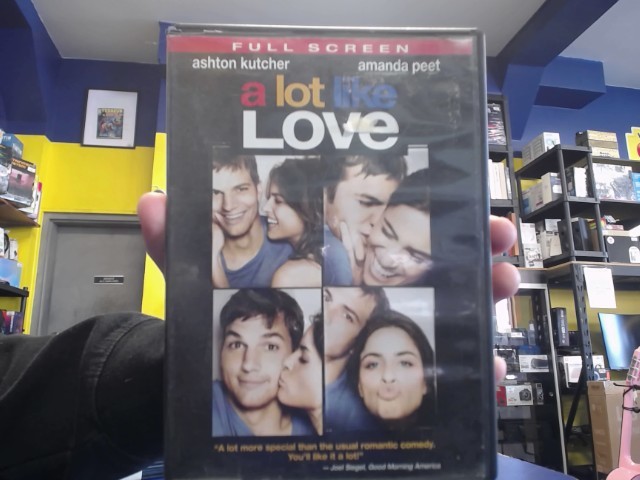 FULL SCREEN
ashton kutcher amanda peet
a lot like
LOVE
"A lot more special than the usual romantic comedy.
You'll like it a lot!"
— Joel Siegel, Good Morning America